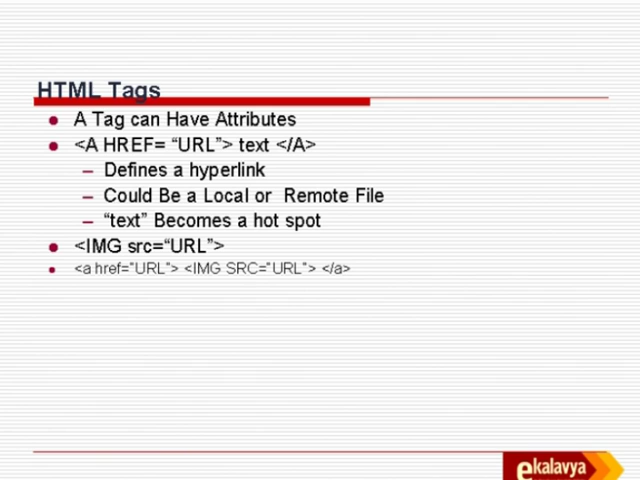 HTML Tags
A Tag can Have Attributes
<A HREF= “URL”> text </A>
– Defines a hyperlink
– Could Be a Local or Remote File
– “text” Becomes a hot spot
<IMG src=“URL”>
<a href="URL"> <IMG SRC="URL"> </a>
ekalavya